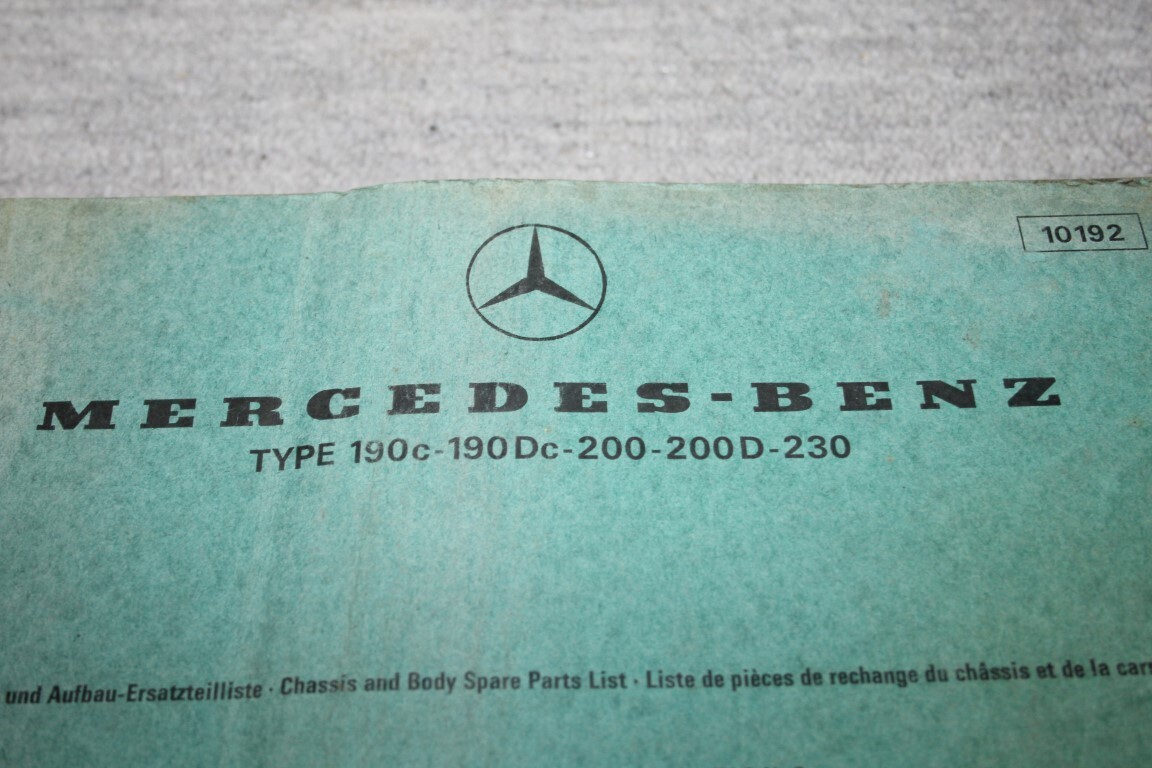 10192
MERCEDES-BENZ
TYPE 190c-190Dc-200-200D-230
und Aufbau-Ersatzteilliste · Chassis and Body Spare Parts List · Liste de pièces de rechange du châssis et de la carr